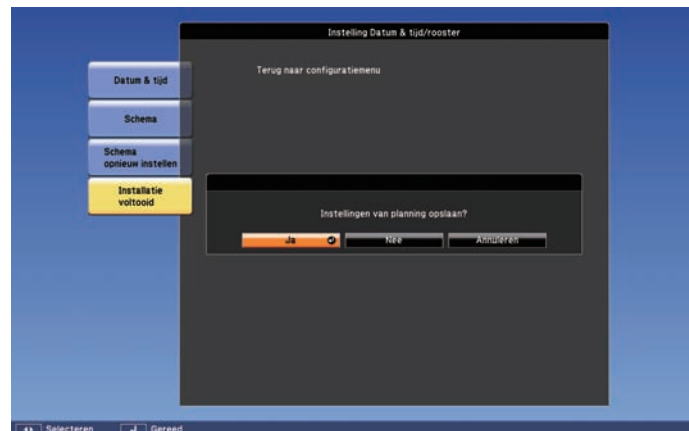 Instelling Datum & tijd/rooster
Terug naar configuratiemenu
Datum & tijd
Schema
Schema
opnieuw instellen
Installatie
voltooid
Instellingen van planning opslaan?
Ja
Nee
Annuleren
Selecteren
Gereed